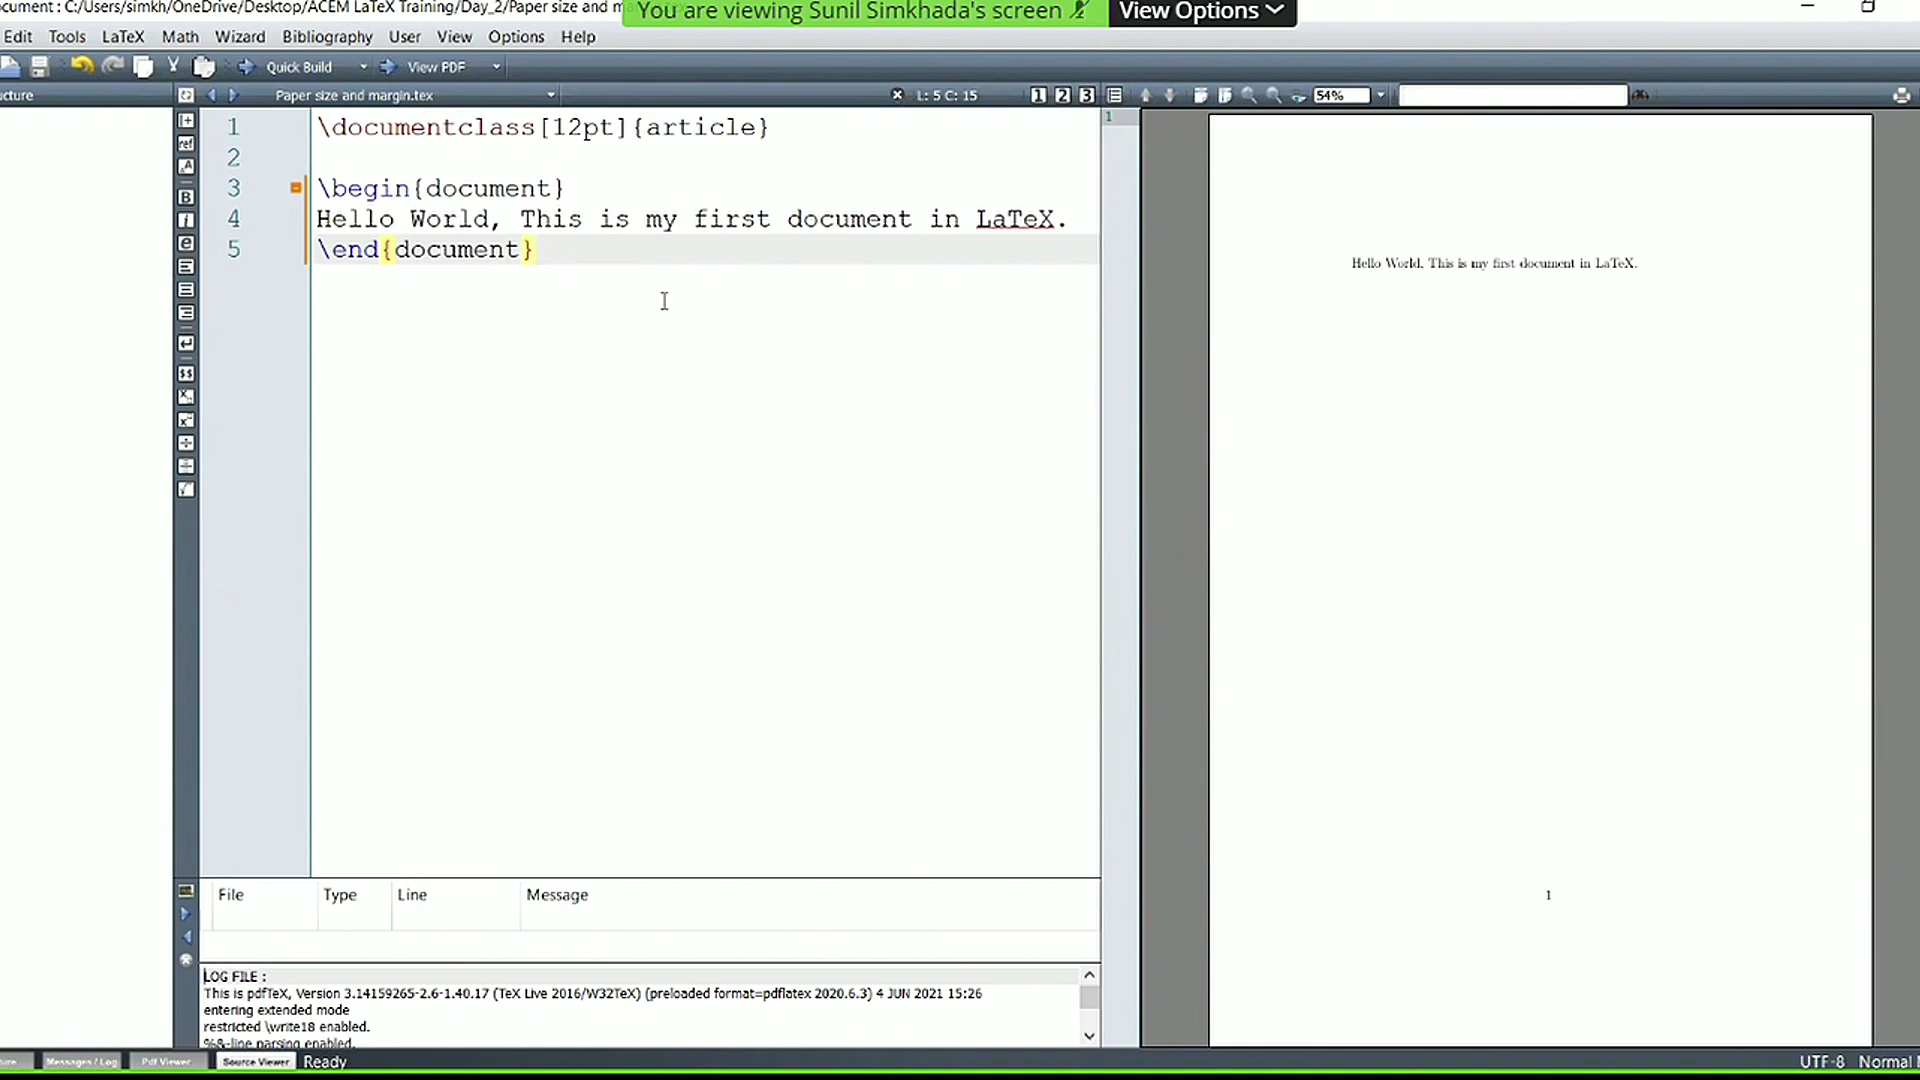 ocument : C:/Users/simkh/OneDrive/Desktop/ACEM LaTeX Training/Day_2/Paper size and m
You are viewing Sunil Simkhada's screen
View Options
Edit Tools LaTeX Math Wizard Bibliography User View Options Help
Quick Build View PDF
cture
Paper size and margin.tex
L: 5 C: 15
1 2 3
54%
1 \documentclass[12pt]{article}
2
3 \begin{document}
4 Hello World, This is my first document in LaTeX.
5 \end{document}
1
Hello World, This is my first document in LaTeX.
1
File Type Line Message
LOG FILE :
This is pdfTeX, Version 3.14159265-2.6-1.40.17 (TeX Live 2016/W32TeX) (preloaded format=pdflatex 2020.6.3) 4 JUN 2021 15:26
entering extended mode
restricted \write18 enabled.
%&-line parsing enabled.
Messages / Log Pdf Viewer Source Viewer Ready
UTF-8 Normal